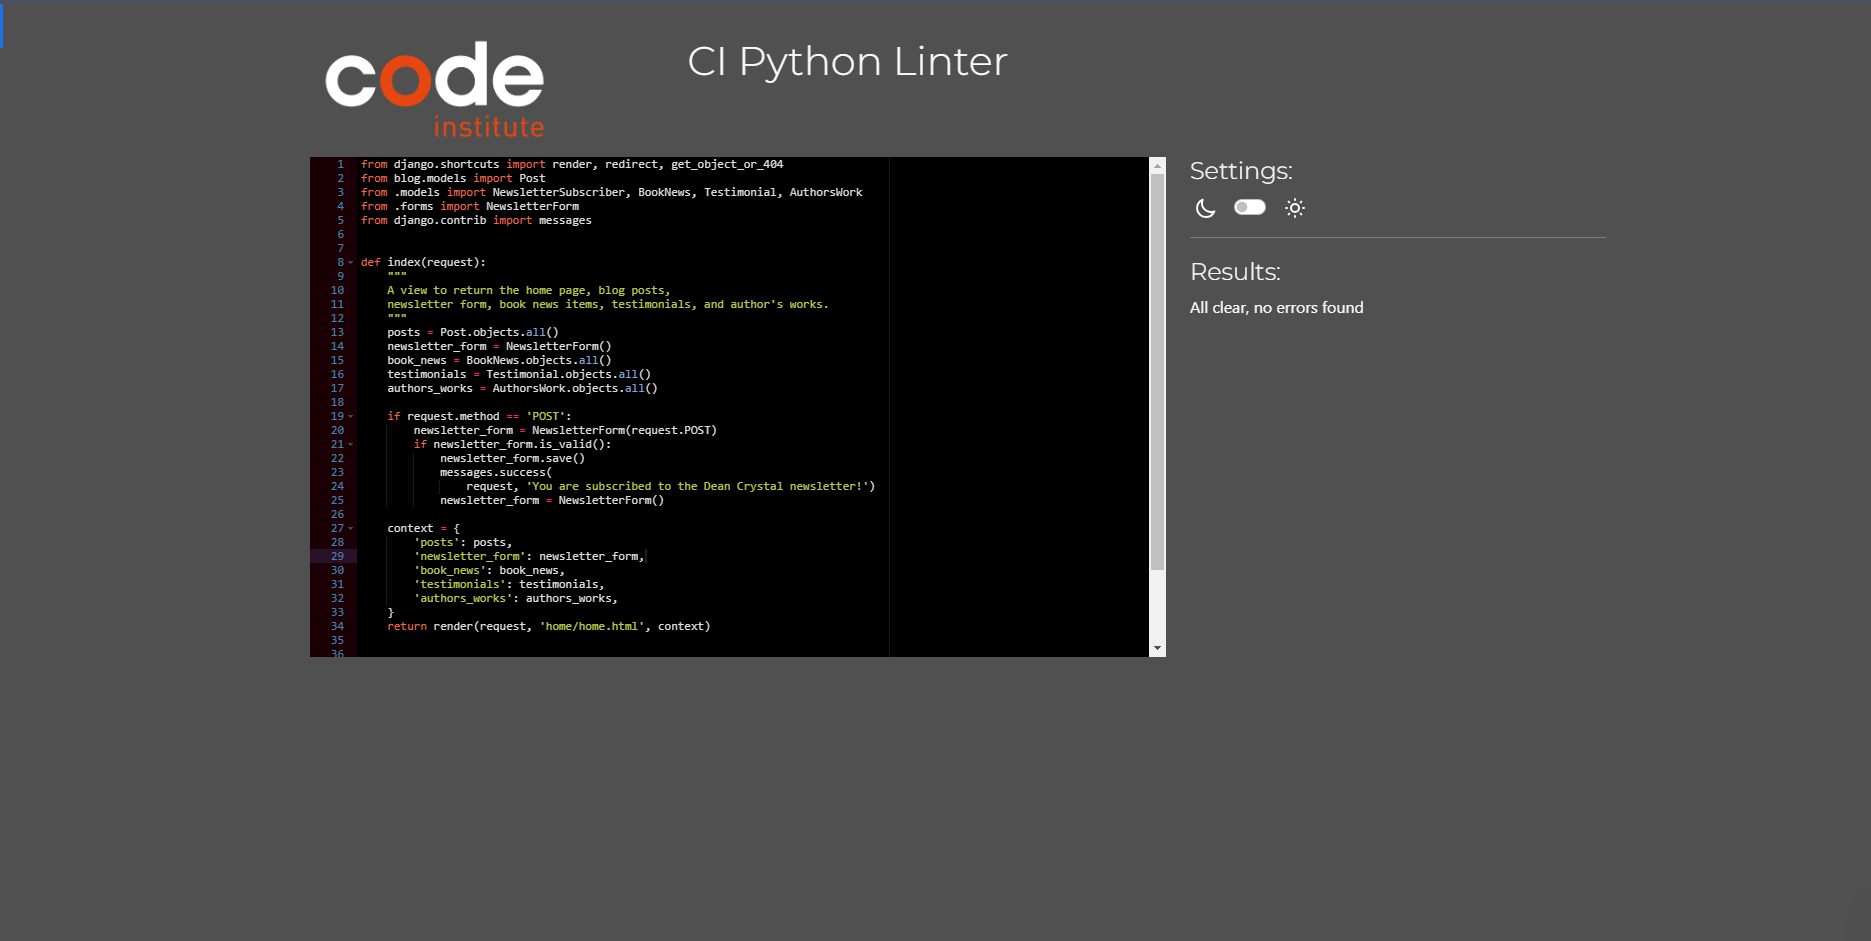 code
institute
CI Python Linter
1 from django.shortcuts import render, redirect, get_object_or_404
2 from blog.models import Post
3 from .models import NewsletterSubscriber, BookNews, Testimonial, AuthorsWork
4 from .forms import NewsletterForm
5 from django.contrib import messages
6
7
8 def index(request):
9     """
10     A view to return the home page, blog posts,
11     newsletter form, book news items, testimonials, and author's works.
12     """
13     posts = Post.objects.all()
14     newsletter_form = NewsletterForm()
15     book_news = BookNews.objects.all()
16     testimonials = Testimonial.objects.all()
17     authors_works = AuthorsWork.objects.all()
18
19     if request.method == 'POST':
20         newsletter_form = NewsletterForm(request.POST)
21         if newsletter_form.is_valid():
22             newsletter_form.save()
23             messages.success(
24                 request, 'You are subscribed to the Dean Crystal newsletter!')
25             newsletter_form = NewsletterForm()
26
27     context = {
28         'posts': posts,
29         'newsletter_form': newsletter_form,
30         'book_news': book_news,
31         'testimonials': testimonials,
32         'authors_works': authors_works,
33     }
34     return render(request, 'home/home.html', context)
35
36
Settings:
Results:
All clear, no errors found